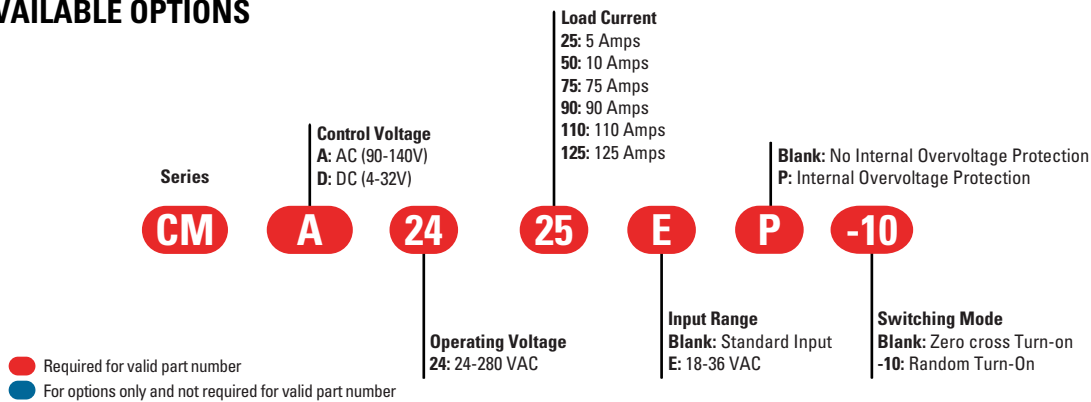 VAILABLE OPTIONS
Load Current
25: 5 Amps
50: 10 Amps
75: 75 Amps
90: 90 Amps
110: 110 Amps
125: 125 Amps
Control Voltage
A: AC (90-140V)
D: DC (4-32V)
Blank: No Internal Overvoltage Protection
P: Internal Overvoltage Protection
Series
CM A 24 25 E P -10
Operating Voltage
24: 24-280 VAC
Input Range
Blank: Standard Input
E: 18-36 VAC
Switching Mode
Blank: Zero cross Turn-on
-10: Random Turn-On
Required for valid part number
For options only and not required for valid part number